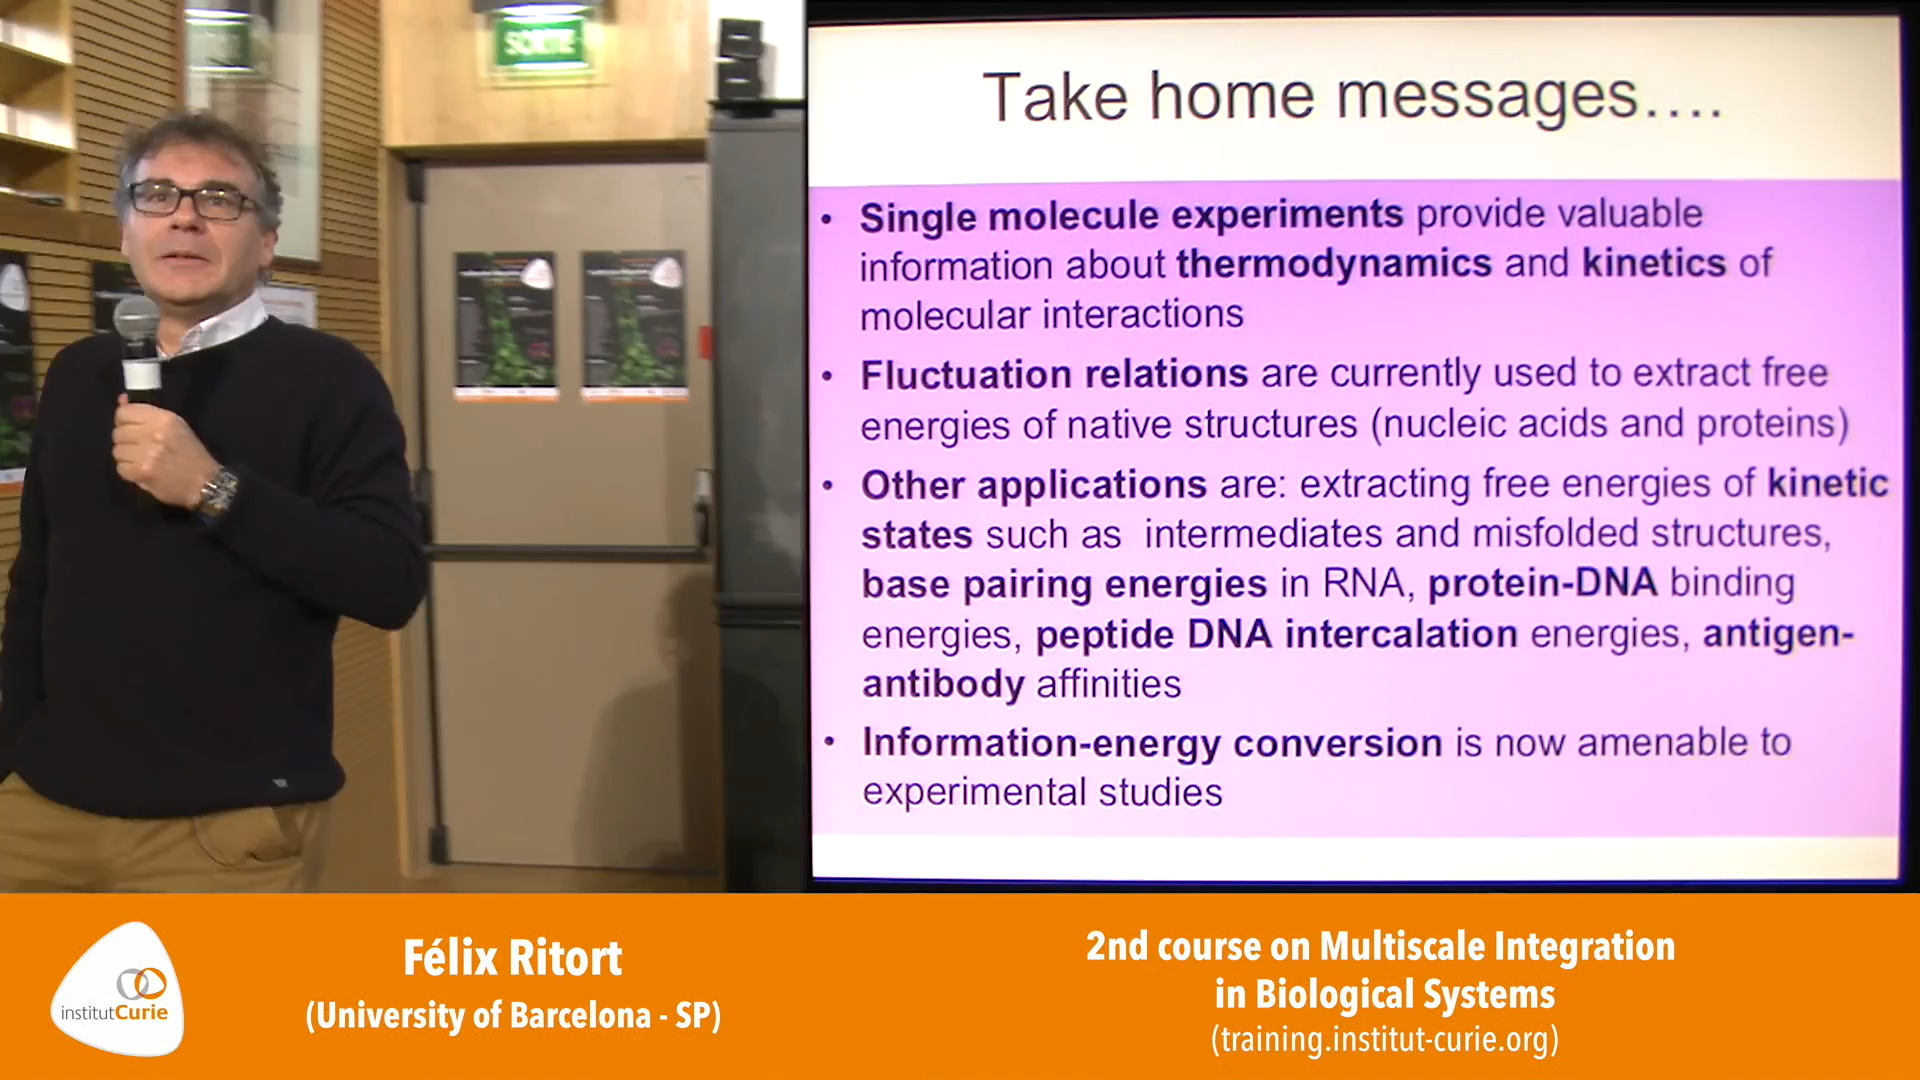 SORTIE
Take home messages....
• Single molecule experiments provide valuable
information about thermodynamics and kinetics of
molecular interactions
• Fluctuation relations are currently used to extract free
energies of native structures (nucleic acids and proteins)
• Other applications are: extracting free energies of kinetic
states such as intermediates and misfolded structures,
base pairing energies in RNA, protein-DNA binding
energies, peptide DNA intercalation energies, antigen-
antibody affinities
• Information-energy conversion is now amenable to
experimental studies
institutCurie
Félix Ritort
(University of Barcelona - SP)
2nd course on Multiscale Integration
in Biological Systems
(training.institut-curie.org)